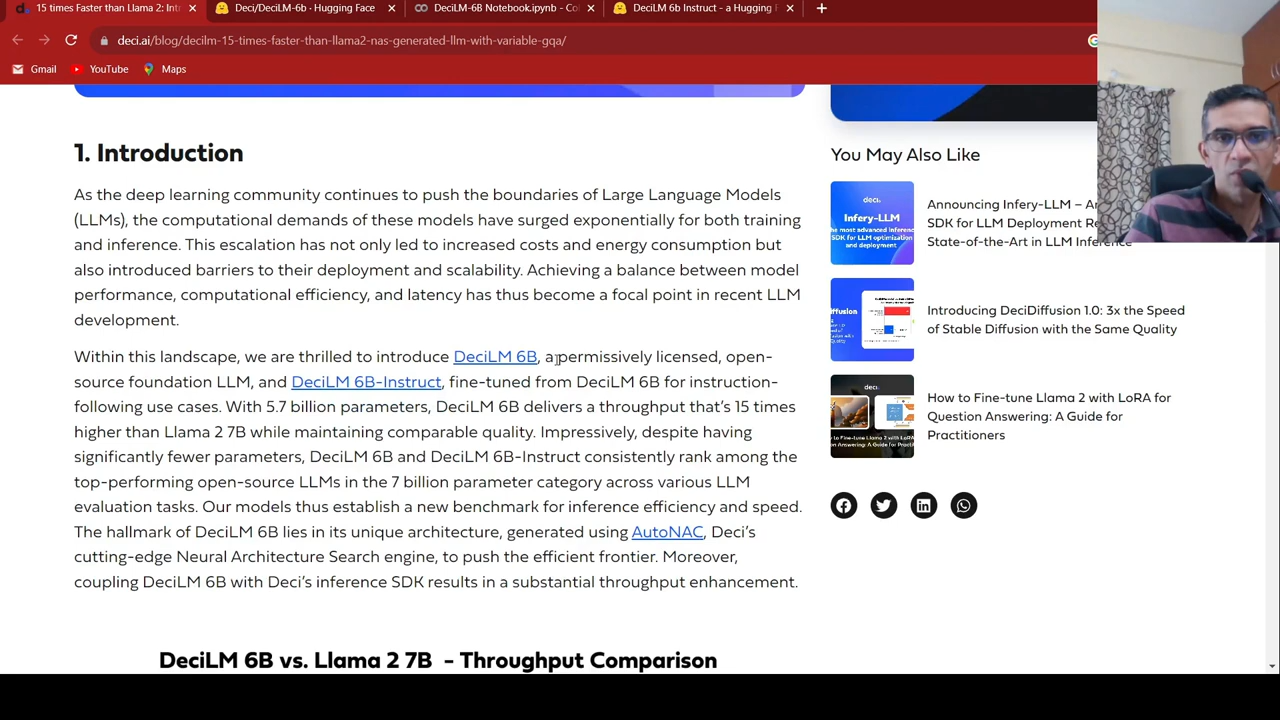 15 times Faster than Llama 2: Int
Deci/DeciLM-6b · Hugging Face
DeciLM-6B Notebook.ipynb - Co
DeciLM 6b Instruct - a Hugging F
deci.ai/blog/decilm-15-times-faster-than-llama2-nas-generated-llm-with-variable-gqa/
Gmail
YouTube
Maps
1. Introduction
As the deep learning community continues to push the boundaries of Large Language Models
(LLMs), the computational demands of these models have surged exponentially for both training
and inference. This escalation has not only led to increased costs and energy consumption but
also introduced barriers to their deployment and scalability. Achieving a balance between model
performance, computational efficiency, and latency has thus become a focal point in recent LLM
development.
Within this landscape, we are thrilled to introduce DeciLM 6B, a permissively licensed, open-
source foundation LLM, and DeciLM 6B-Instruct, fine-tuned from DeciLM 6B for instruction-
following use cases. With 5.7 billion parameters, DeciLM 6B delivers a throughput that's 15 times
higher than Llama 2 7B while maintaining comparable quality. Impressively, despite having
significantly fewer parameters, DeciLM 6B and DeciLM 6B-Instruct consistently rank among the
top-performing open-source LLMs in the 7 billion parameter category across various LLM
evaluation tasks. Our models thus establish a new benchmark for inference efficiency and speed.
The hallmark of DeciLM 6B lies in its unique architecture, generated using AutoNAC, Deci's
cutting-edge Neural Architecture Search engine, to push the efficient frontier. Moreover,
coupling DeciLM 6B with Deci's inference SDK results in a substantial throughput enhancement.
DeciLM 6B vs. Llama 2 7B - Throughput Comparison
You May Also Like
deci.
Infery-LLM
Announcing Infery-LLM – A
SDK for LLM Deployment Re
State-of-the-Art in LLM Inference
Introducing DeciDiffusion 1.0: 3x the Speed
of Stable Diffusion with the Same Quality
deci.
How to Fine-tune Llama 2 with LoRA for
Question Answering: A Guide for
Practitioners